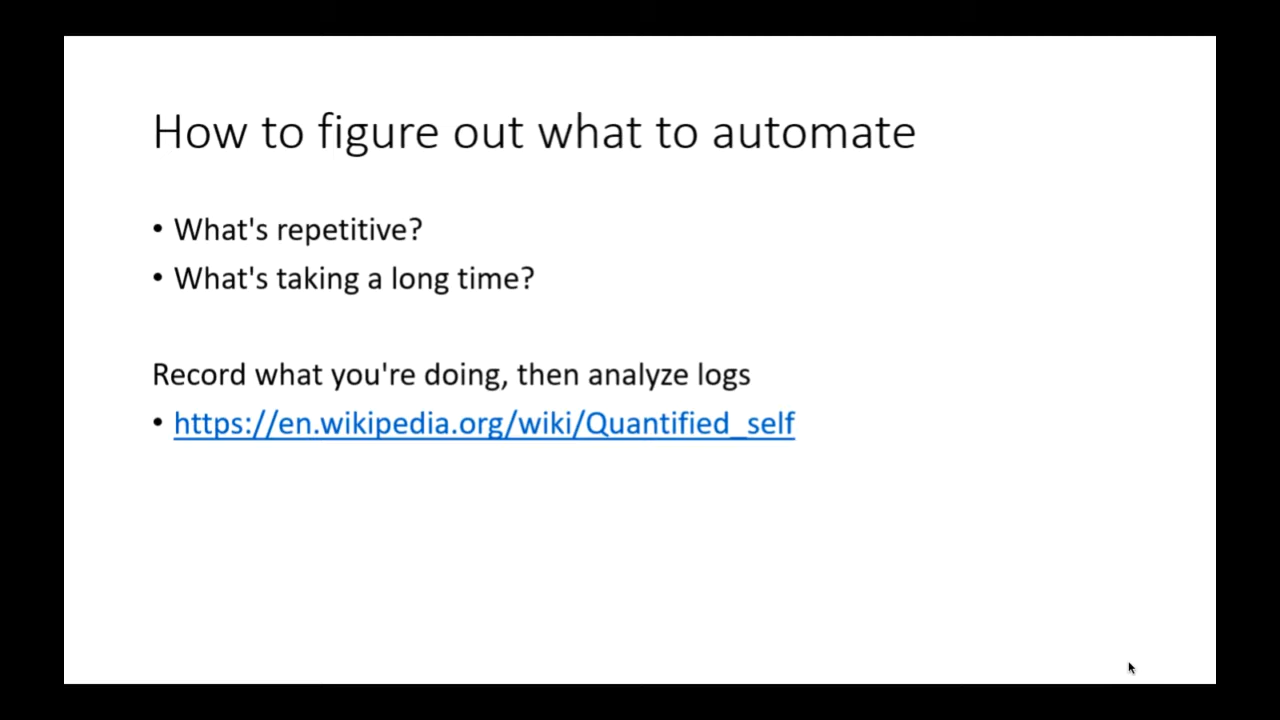 How to figure out what to automate
• What's repetitive?
• What's taking a long time?
Record what you're doing, then analyze logs
• https://en.wikipedia.org/wiki/Quantified_self